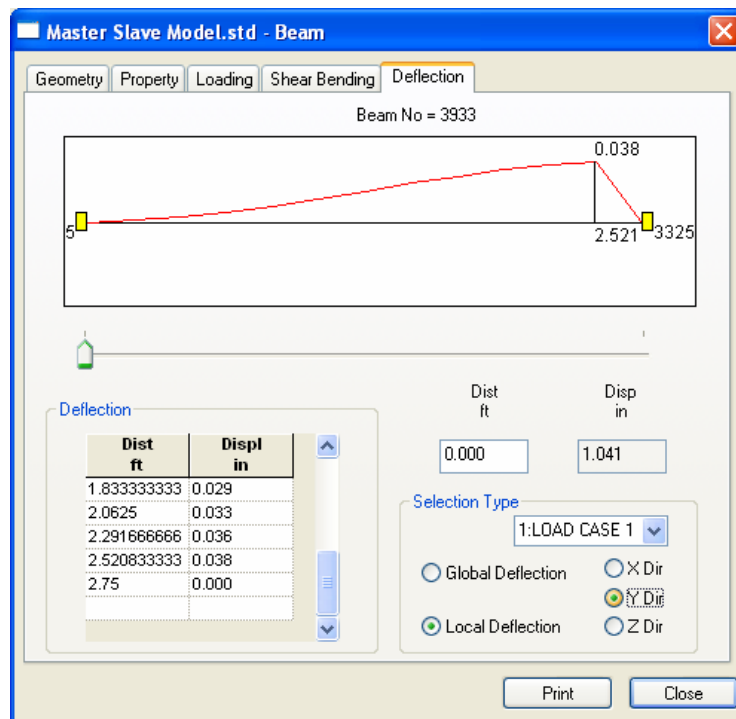 Master Slave Model.std - Beam
Geometry Property Loading Shear Bending Deflection
Beam No = 3933
0.038
5 2.521 3325
Dist Disp
ft in
0.000 1.041
Deflection
Dist Displ
ft in
1.833333333 0.029
2.0625 0.033
2.291666666 0.036
2.520833333 0.038
2.75 0.000
Selection Type
1:LOAD CASE 1
Global Deflection X Dir
Y Dir
Local Deflection Z Dir
Print Close